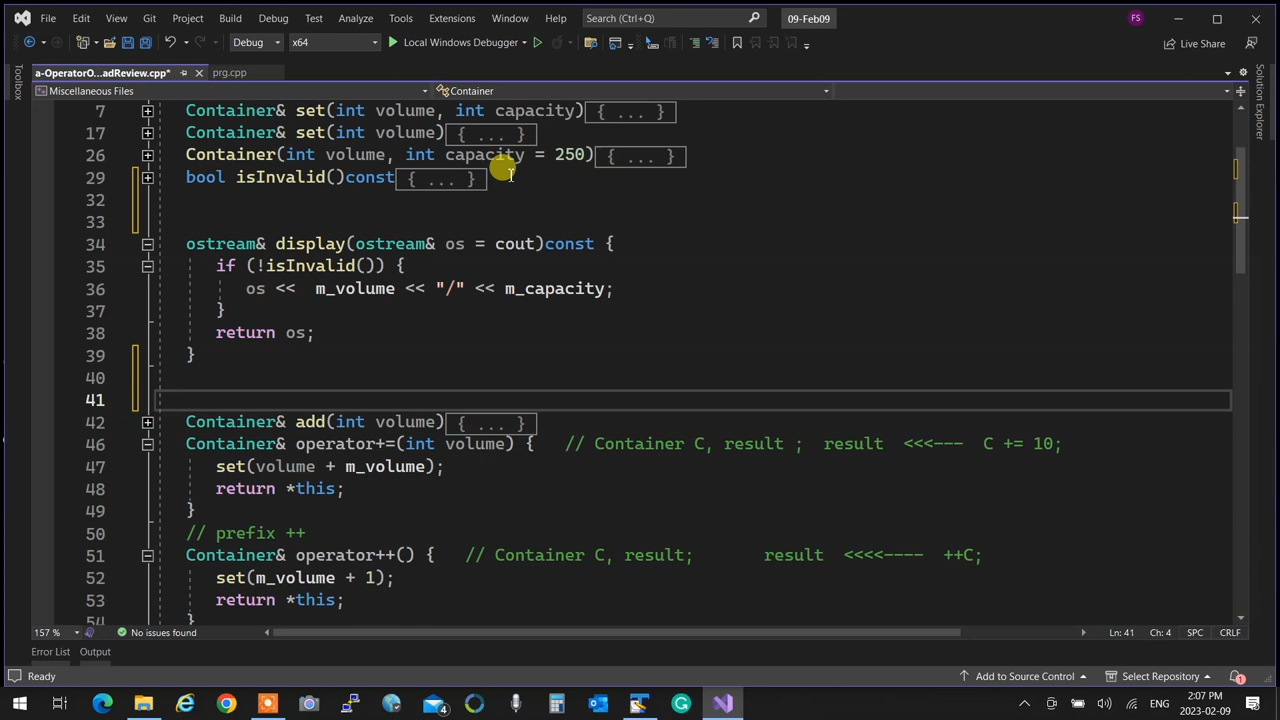 File Edit View Git Project Build Debug Test Analyze Tools Extensions Window Help Search (Ctrl+Q) 09-Feb09 FS
Debug x64 Local Windows Debugger Live Share
a-OperatorO...adReview.cpp* prg.cpp
Miscellaneous Files Container
Toolbox
Solution Explorer
7 Container& set(int volume, int capacity){ ... }
17 Container& set(int volume){ ... }
26 Container(int volume, int capacity = 250){ ... }
29 bool isInvalid()const{ ... }
32
33
34 ostream& display(ostream& os = cout)const {
35 if (!isInvalid()) {
36 os << m_volume << "/" << m_capacity;
37 }
38 return os;
39 }
40
41
42 Container& add(int volume){ ... }
46 Container& operator+=(int volume) { // Container C, result ; result <<<--- C += 10;
47 set(volume + m_volume);
48 return *this;
49 }
50 // prefix ++
51 Container& operator++() { // Container C, result; result <<<<---- ++C;
52 set(m_volume + 1);
53 return *this;
54 }
157 % No issues found Ln: 41 Ch: 4 SPC CRLF
Error List Output
Ready Add to Source Control Select Repository 1
4 ENG 2:07 PM
2023-02-09